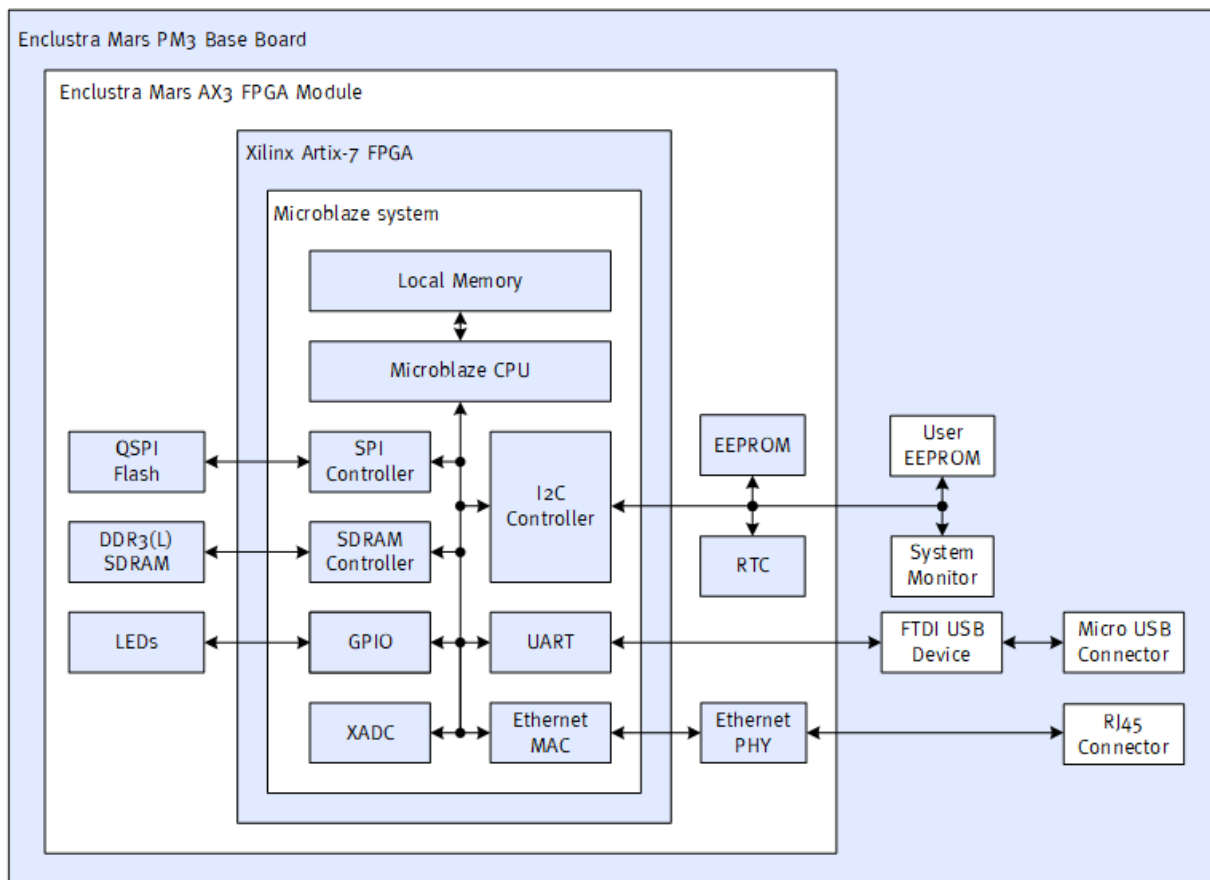 Enclustra Mars PM3 Base Board
Enclustra Mars AX3 FPGA Module
Xilinx Artix-7 FPGA
Microblaze system
Local Memory
Microblaze CPU
QSPI
Flash
SPI
Controller
I2C
Controller
EEPROM
User
EEPROM
DDR3(L)
SDRAM
SDRAM
Controller
RTC
System
Monitor
LEDs
GPIO
UART
FTDI USB
Device
Micro USB
Connector
XADC
Ethernet
MAC
Ethernet
PHY
RJ45
Connector